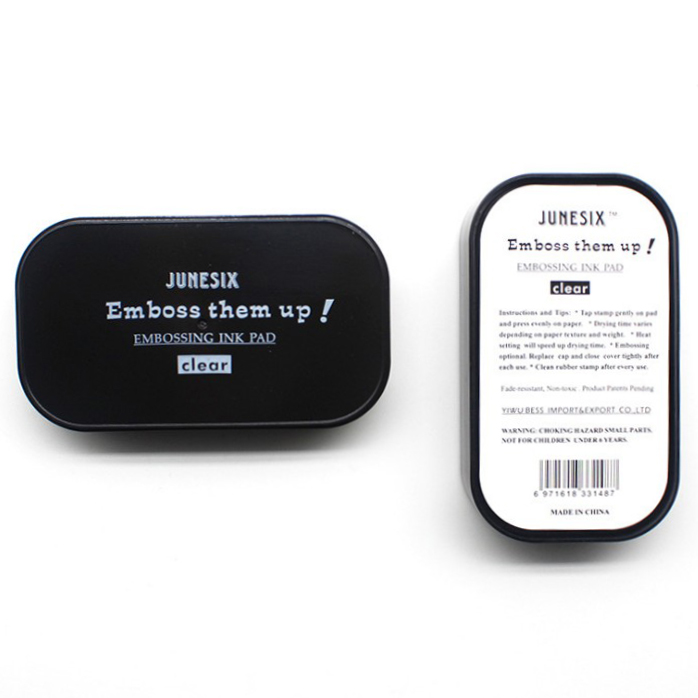 JUNESIX
Emboss them up!
EMBOSSING INK PAD
clear
JUNESIX™
Emboss them up!
EMBOSSING INK PAD
clear
Instructions and Tips: * Tap stamp gently on pad
and press evenly on paper. * Drying time varies
depending on paper texture and weight. * Heat
setting will speed up drying time. * Embossing
optional. Replace cap and close cover tightly after
each use. * Clean rubber stamp after every use.
Fade-resistant, Non-toxic . Product Patents Pending
YIWU BESS IMPORT&EXPORT CO.,LTD
WARNING: CHOKING HAZARD SMALL PARTS.
NOT FOR CHILDREN UNDER 6 YEARS.
6 971618 331487
MADE IN CHINA